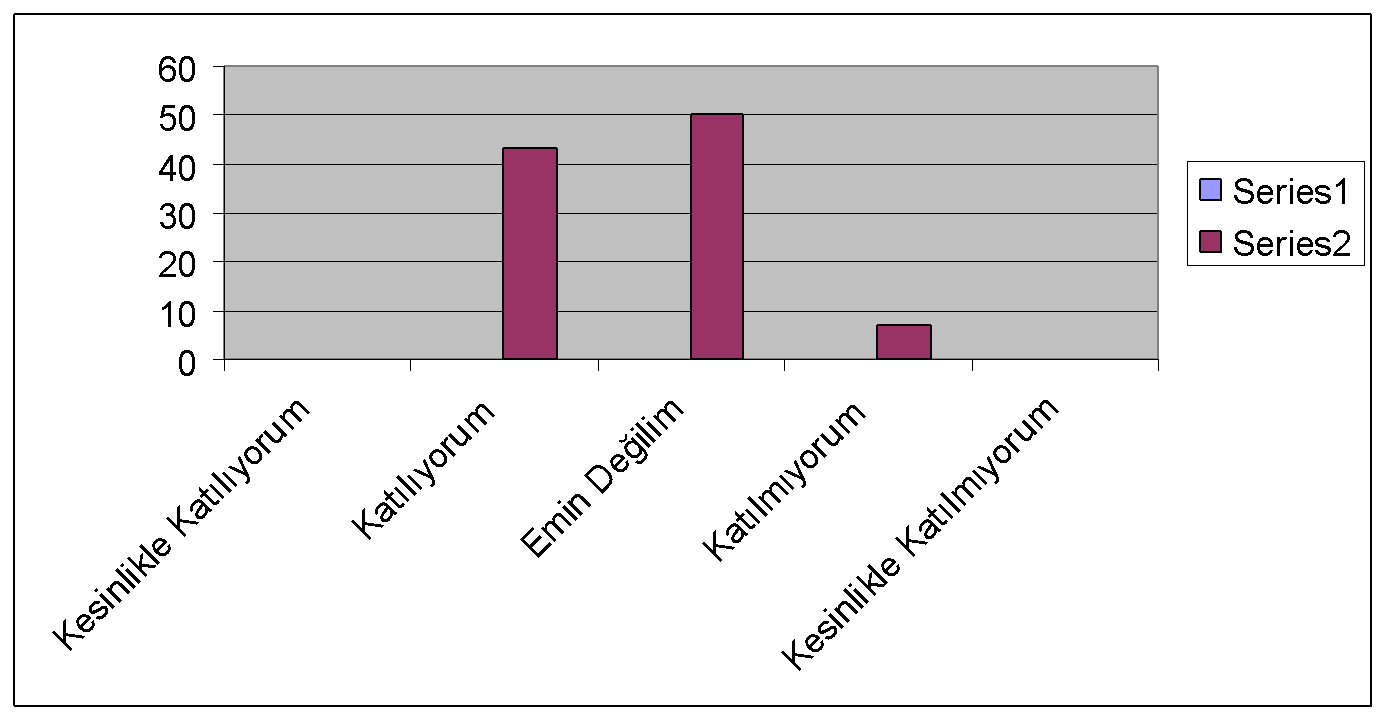 60
50
40
30
20
10
0
Kesinlikle Katılıyorum
Katılıyorum
Emin Değilim
Katılmıyorum
Kesinlikle Katılmıyorum
Series1
Series2